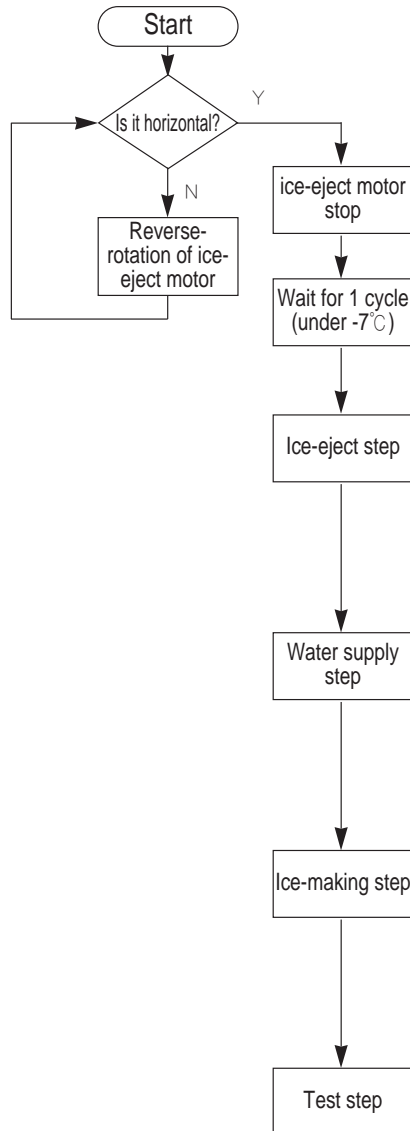 Start
Is it horizontal?
Y
N
Reverse-
rotation of ice-
eject motor
ice-eject motor
stop
Wait for 1 cycle
(under -7℃)
Ice-eject step
Water supply
step
Ice-making step
Test step